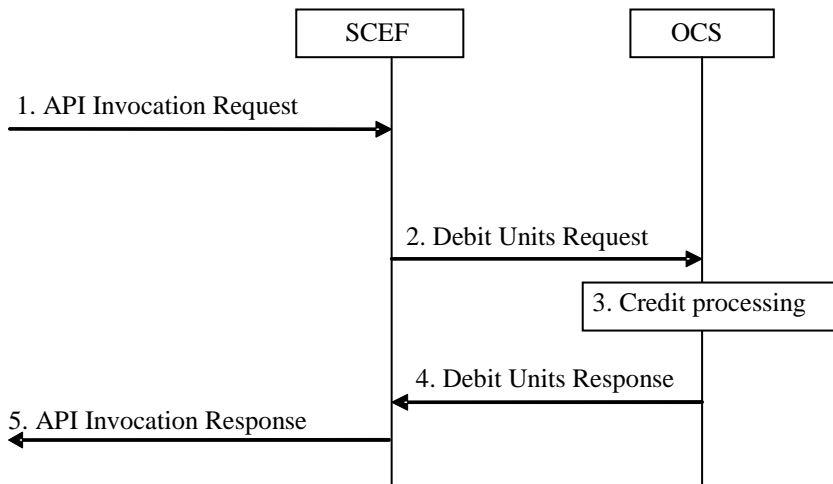 SCEF
OCS
1. API Invocation Request
2. Debit Units Request
3. Credit processing
4. Debit Units Response
5. API Invocation Response